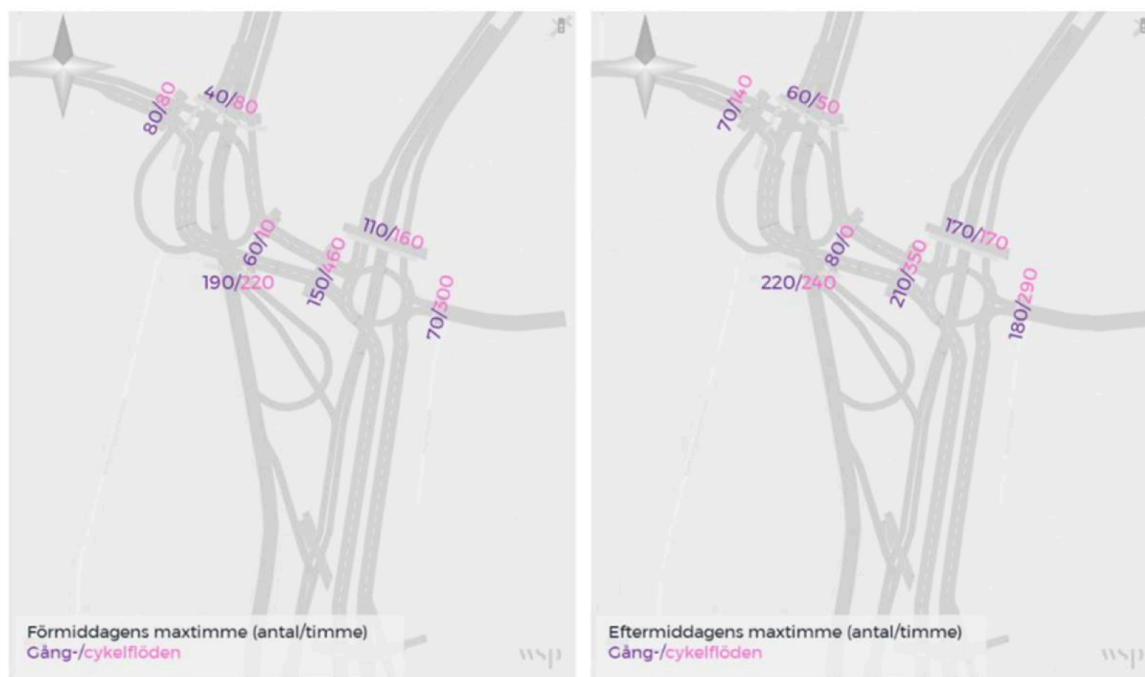 80/80
40/80
110/160
60/10
190/220
150/460
70/300
Förmiddagens maxtimme (antal/timme)
Gång-/cykelflöden
wsp
70/140
60/50
170/170
80/0
220/240
210/350
180/290
Eftermiddagens maxtimme (antal/timme)
Gång-/cykelflöden
wsp